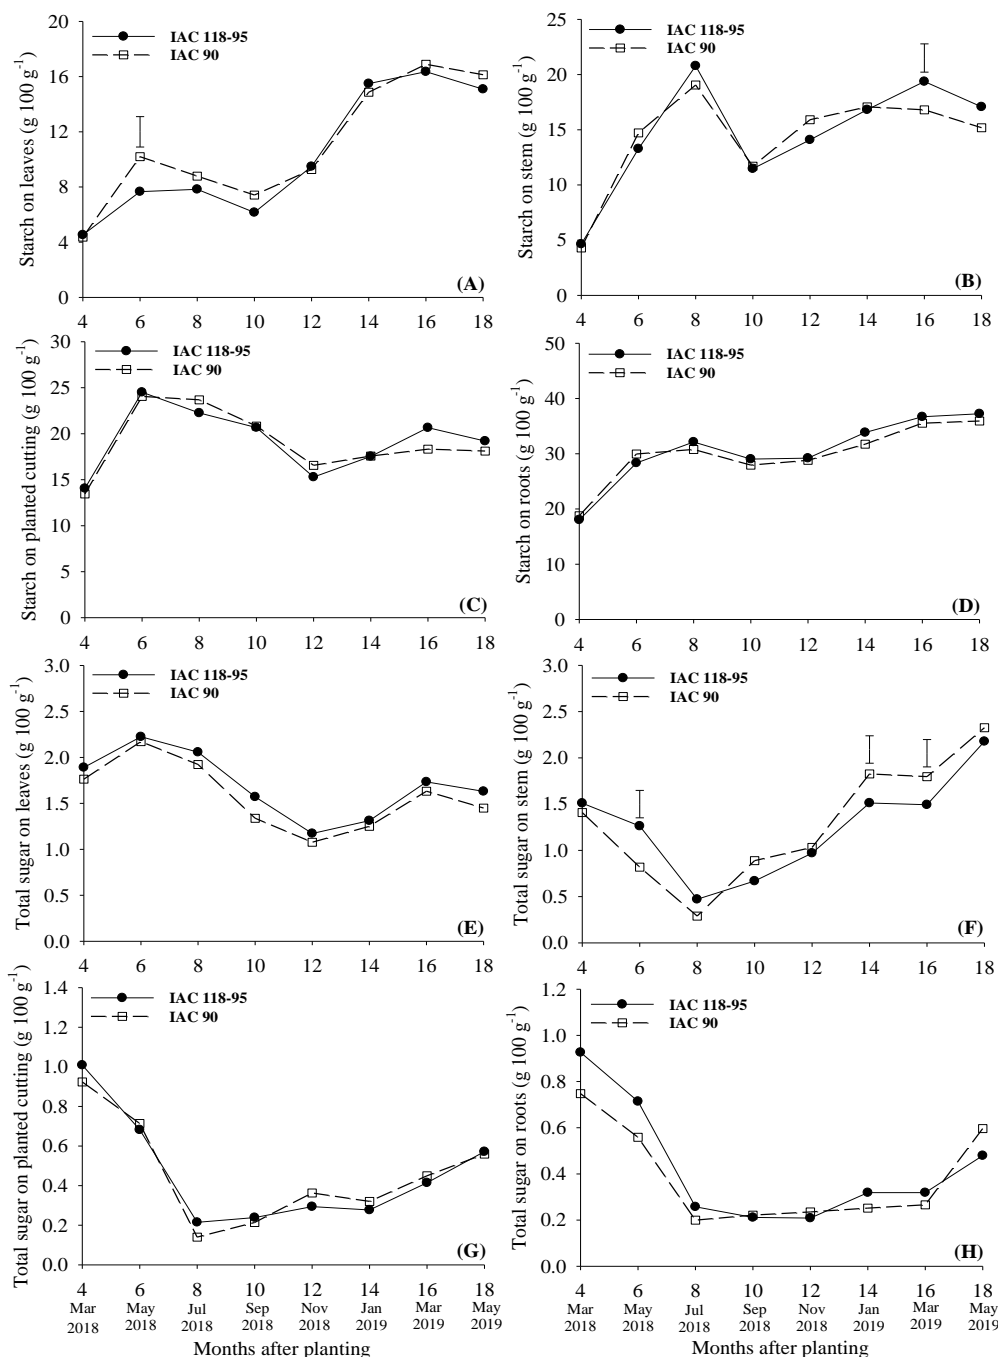 IAC 118-95
IAC 90
Starch on leaves (g 100 g-1)
20
16
12
8
4
0
(A)
4 6 8 10 12 14 16 18
IAC 118-95
IAC 90
Starch on stem (g 100 g-1)
25
20
15
10
5
0
(B)
4 6 8 10 12 14 16 18
IAC 118-95
IAC 90
Starch on planted cutting (g 100 g-1)
30
25
20
15
10
5
0
(C)
4 6 8 10 12 14 16 18
IAC 118-95
IAC 90
Starch on roots (g 100 g-1)
50
40
30
20
10
0
(D)
4 6 8 10 12 14 16 18
IAC 118-95
IAC 90
Total sugar on leaves (g 100 g-1)
3.0
2.5
2.0
1.5
1.0
0.5
0.0
(E)
4 6 8 10 12 14 16 18
IAC 118-95
IAC 90
Total sugar on stem (g 100 g-1)
3.0
2.5
2.0
1.5
1.0
0.5
0.0
(F)
4 6 8 10 12 14 16 18
IAC 118-95
IAC 90
Total sugar on planted cutting (g 100 g-1)
1.4
1.2
1.0
0.8
0.6
0.4
0.2
0.0
(G)
4 6 8 10 12 14 16 18
Mar May Jul Sep Nov Jan Mar May
2018 2018 2018 2018 2018 2019 2019 2019
Months after planting
IAC 118-95
IAC 90
Total sugar on roots (g 100 g-1)
1.2
1.0
0.8
0.6
0.4
0.2
0.0
(H)
4 6 8 10 12 14 16 18
Mar May Jul Sep Nov Jan Mar May
2018 2018 2018 2018 2018 2019 2019 2019
Months after planting